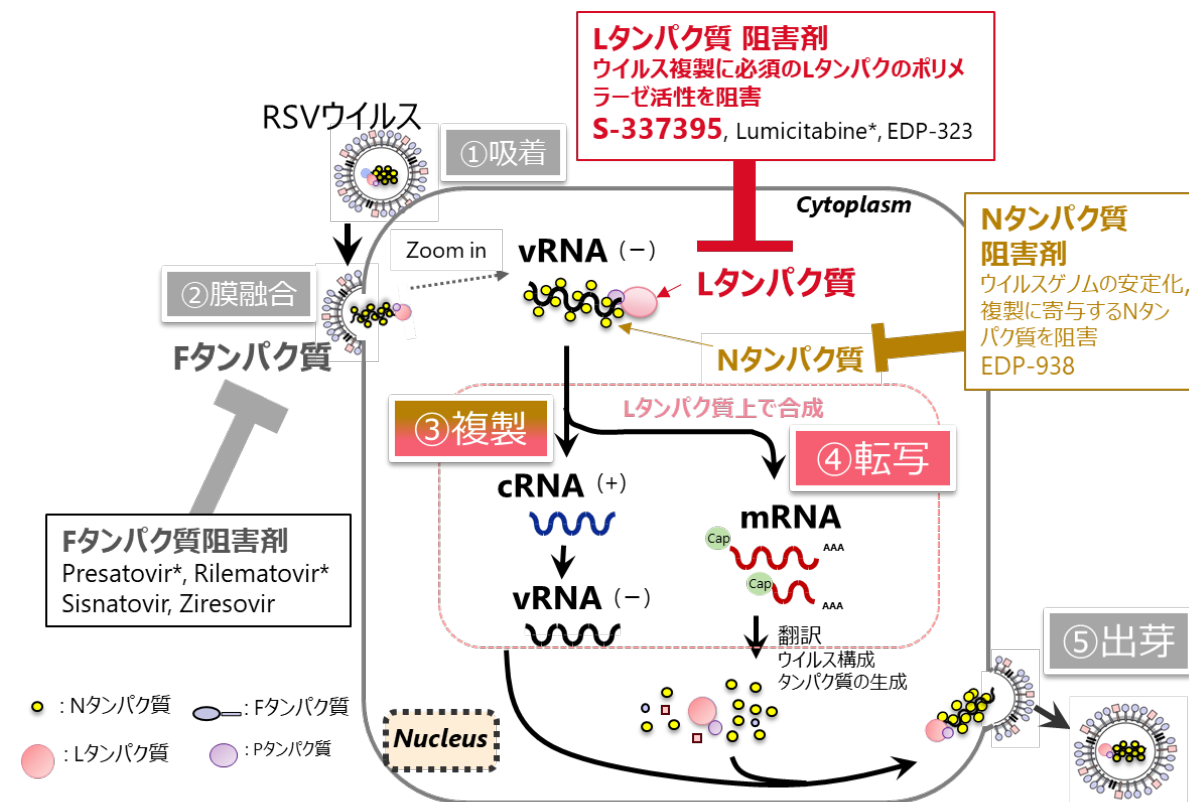 Lタンパク質 阻害剤
ウイルス複製に必須のLタンパクのポリメ
ラーゼ活性を阻害
S-337395, Lumicitabine*, EDP-323
RSVウイルス
①吸着
Cytoplasm
Nタンパク質
阻害剤
ウイルスゲノムの安定化,
複製に寄与するNタン
パク質を阻害
EDP-938
Zoom in
vRNA (−)
Lタンパク質
②膜融合
Fタンパク質
Nタンパク質
Lタンパク質上で合成
③複製
④転写
cRNA (+)
mRNA
Cap
AAA
Cap
AAA
Fタンパク質阻害剤
Presatovir*, Rilematovir*
Sisnatovir, Ziresovir
vRNA (−)
翻訳
ウイルス構成
タンパク質の生成
⑤出芽
: Nタンパク質
: Fタンパク質
: Lタンパク質
: Pタンパク質
Nucleus